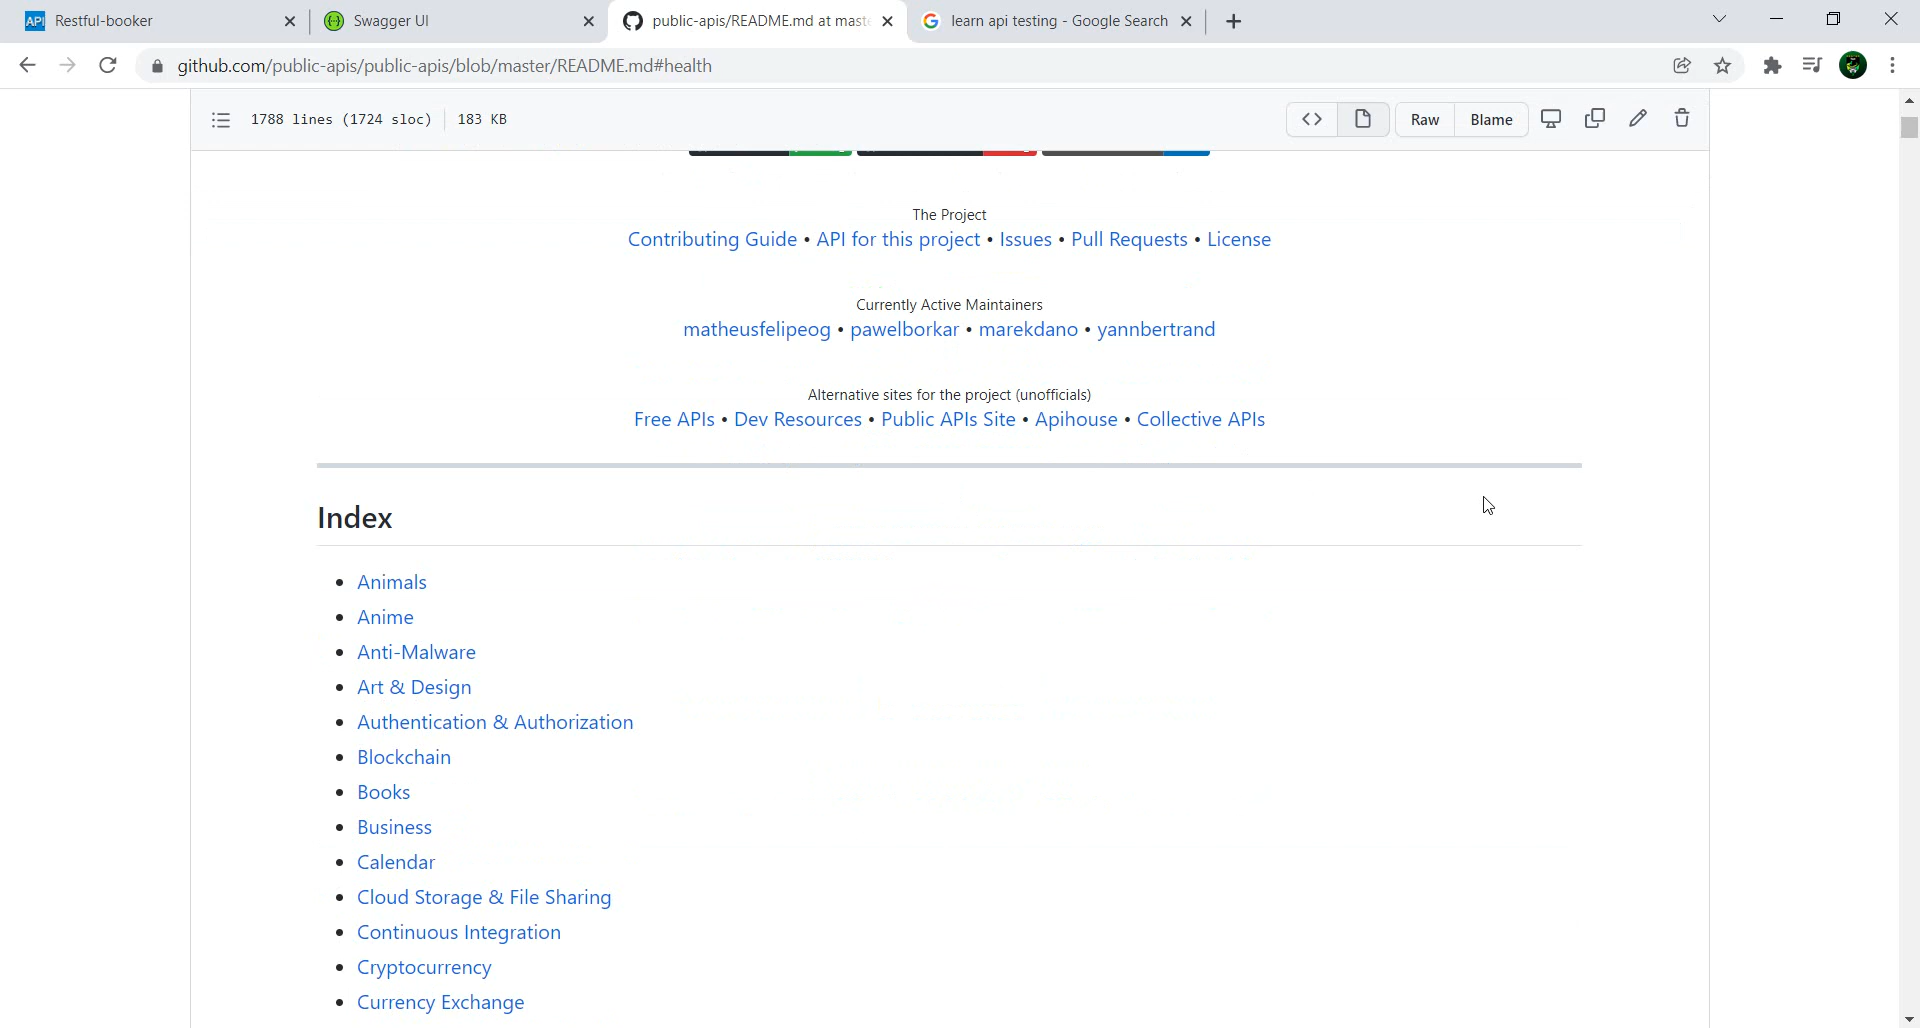 Restful-booker
Swagger UI
public-apis/README.md at mast
learn api testing - Google Search
github.com/public-apis/public-apis/blob/master/README.md#health
1788 lines (1724 sloc) 183 KB
Raw
Blame
The Project
Contributing Guide • API for this project • Issues • Pull Requests • License
Currently Active Maintainers
matheusfelipeog • pawelborkar • marekdano • yannbertrand
Alternative sites for the project (unofficials)
Free APIs • Dev Resources • Public APIs Site • Apihouse • Collective APIs
Index
• Animals
• Anime
• Anti-Malware
• Art & Design
• Authentication & Authorization
• Blockchain
• Books
• Business
• Calendar
• Cloud Storage & File Sharing
• Continuous Integration
• Cryptocurrency
• Currency Exchange